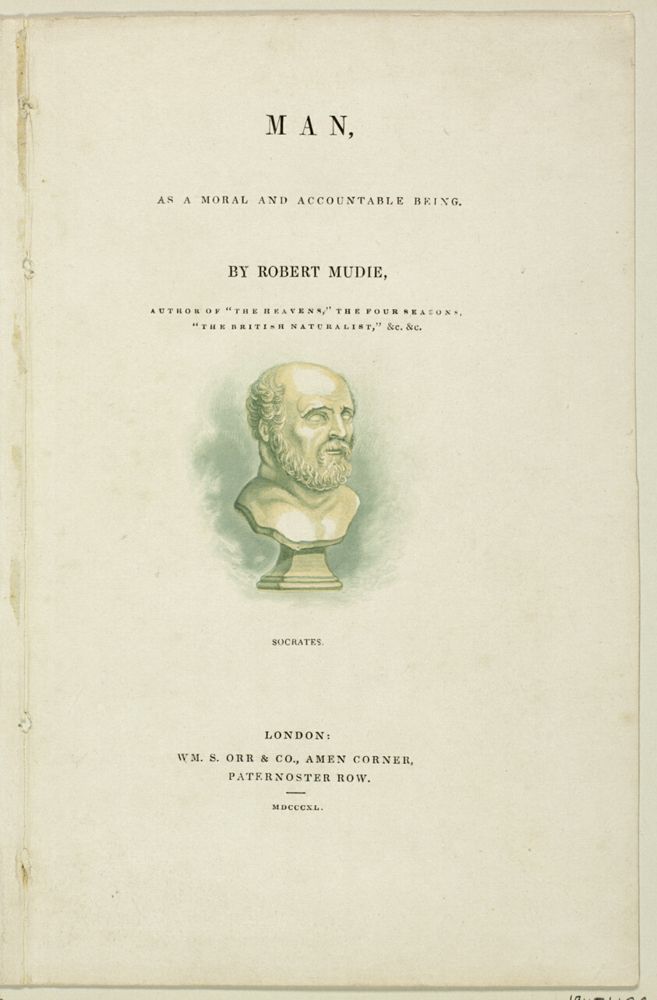 MAN,
AS A MORAL AND ACCOUNTABLE BEING.
BY ROBERT MUDIE,
AUTHOR OF “THE HEAVENS,” THE FOUR SEASONS,
“THE BRITISH NATURALIST,” &c. &c.
SOCRATES.
LONDON:
WM. S. ORR & CO., AMEN CORNER,
PATERNOSTER ROW.
MDCCCXL.